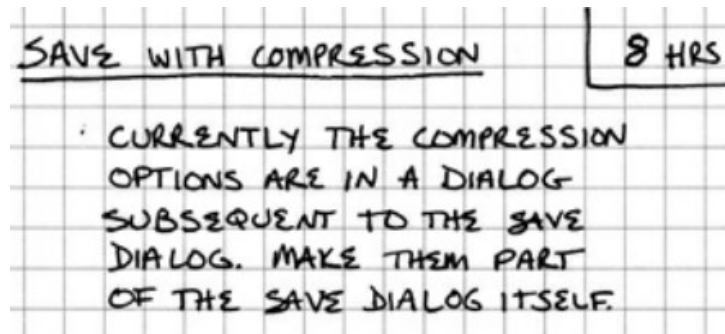 SAVE WITH COMPRESSION
8 HRS
CURRENTLY THE COMPRESSION
OPTIONS ARE IN A DIALOG
SUBSEQUENT TO THE SAVE
DIALOG. MAKE THEM PART
OF THE SAVE DIALOG ITSELF.